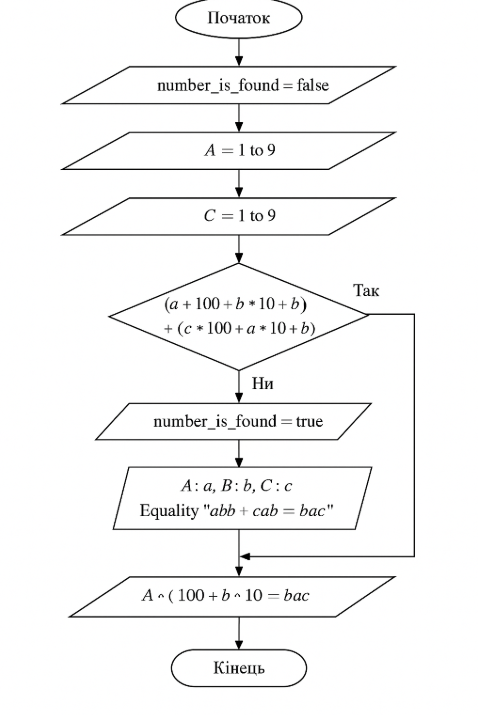 Початок
number_is_found = false
A = 1 to 9
C = 1 to 9
(a + 100 + b * 10 + b)
+ (c * 100 + a * 10 + b)
Так
Ни
number_is_found = true
A : a, B : b, C : c
Equality "abb + cab = bac"
A ^ ( 100 + b ^ 10 = bac
Кінець